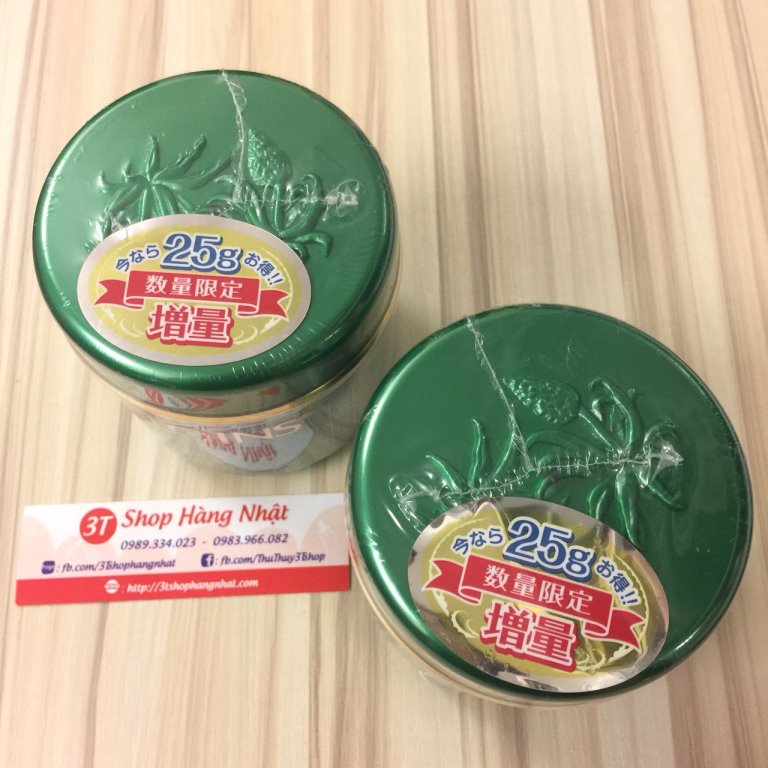 今なら25gお得!!
数量限定
増量
今なら25gお得!!
数量限定
増量
3T Shop Hàng Nhật
0989.334.023 - 0983.966.082
: fb.com/3Tshophangnhat f : fb.com/ThuThuy3Tshop
: http://3tshophangnhat.com